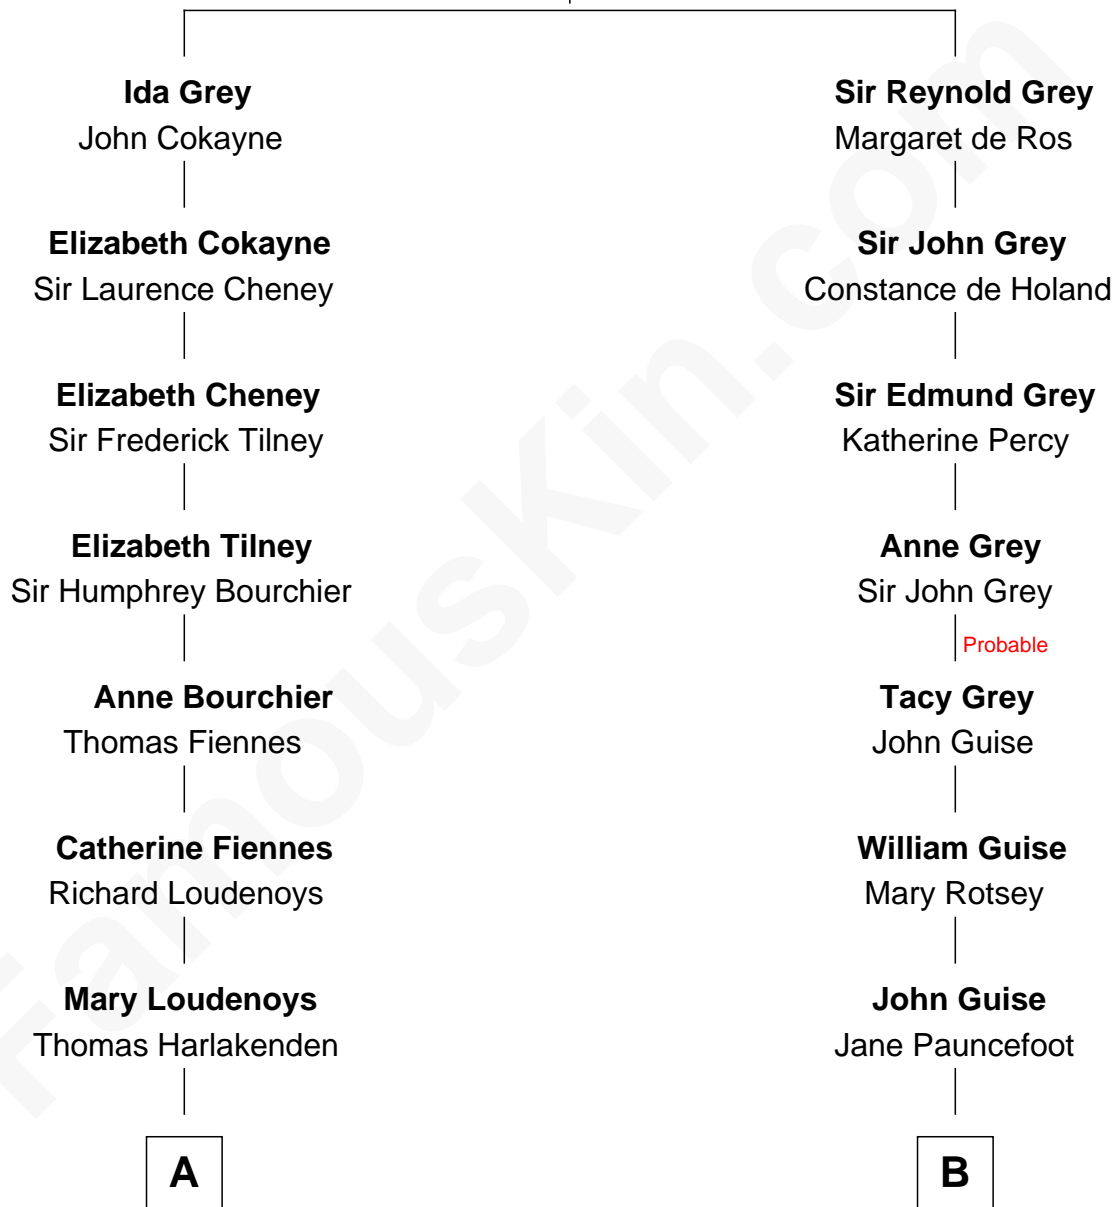 Ida Grey
John Cokayne
Sir Reynold Grey
Margaret de Ros
Elizabeth Cokayne
Sir Laurence Cheney
Sir John Grey
Constance de Holand
Elizabeth Cheney
Sir Frederick Tilney
Sir Edmund Grey
Katherine Percy
Elizabeth Tilney
Sir Humphrey Bourchier
Anne Grey
Sir John Grey
Probable
Anne Bourchier
Thomas Fiennes
Tacy Grey
John Guise
Catherine Fiennes
Richard Loudenoys
William Guise
Mary Rotsey
Mary Loudenoys
Thomas Harlakenden
John Guise
Jane Pauncefoot
A
B
FamousKin.com